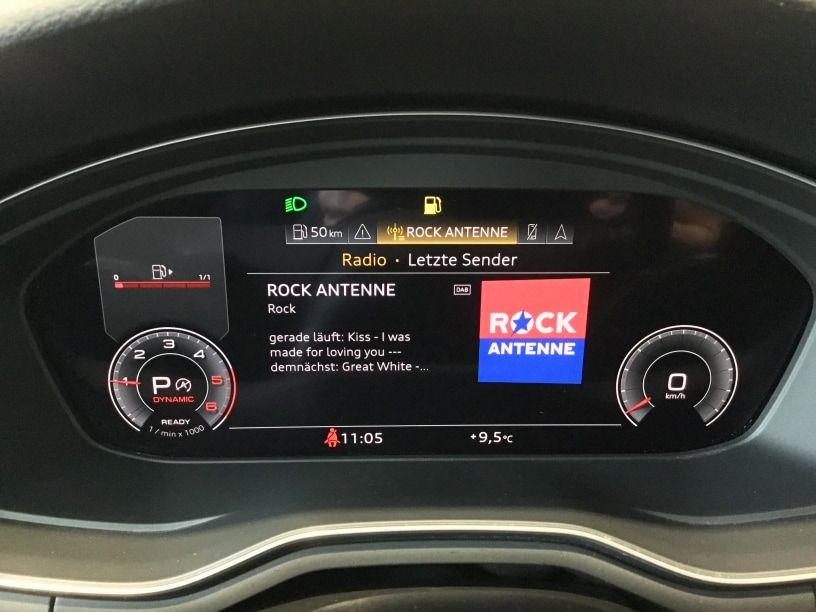 50 km ROCK ANTENNE
Radio · Letzte Sender
0 1/1
ROCK ANTENNE DAB
Rock
gerade läuft: Kiss - I was
made for loving you ---
demnächst: Great White -...
ROCK
ANTENNE
1 2 3 4 5 6
P
DYNAMIC
READY
1 / min x 1000
0
km/h
11:05 +9,5 °C